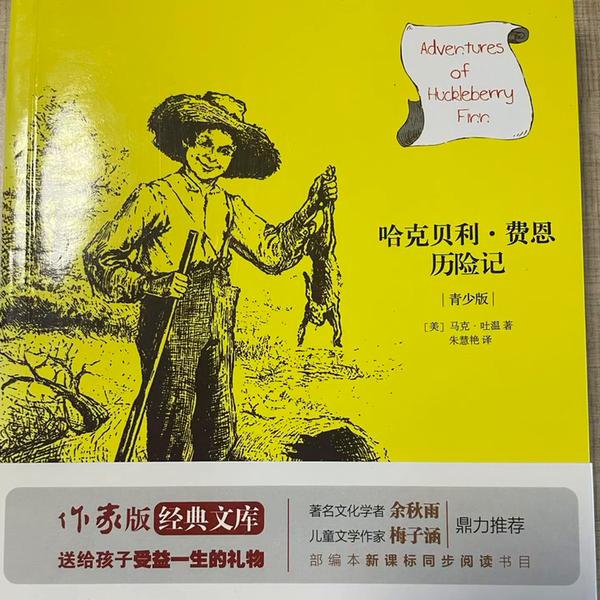 Adventures
of
Huckleberry
Finn
哈克贝利·费恩
历险记
|青少版|
[美] 马克·吐温 著
朱慧艳 译
作家版 经典文库
送给孩子受益一生的礼物
著名文化学者 余秋雨
儿童文学作家 梅子涵
鼎力推荐
部编本新课标同步阅读书目